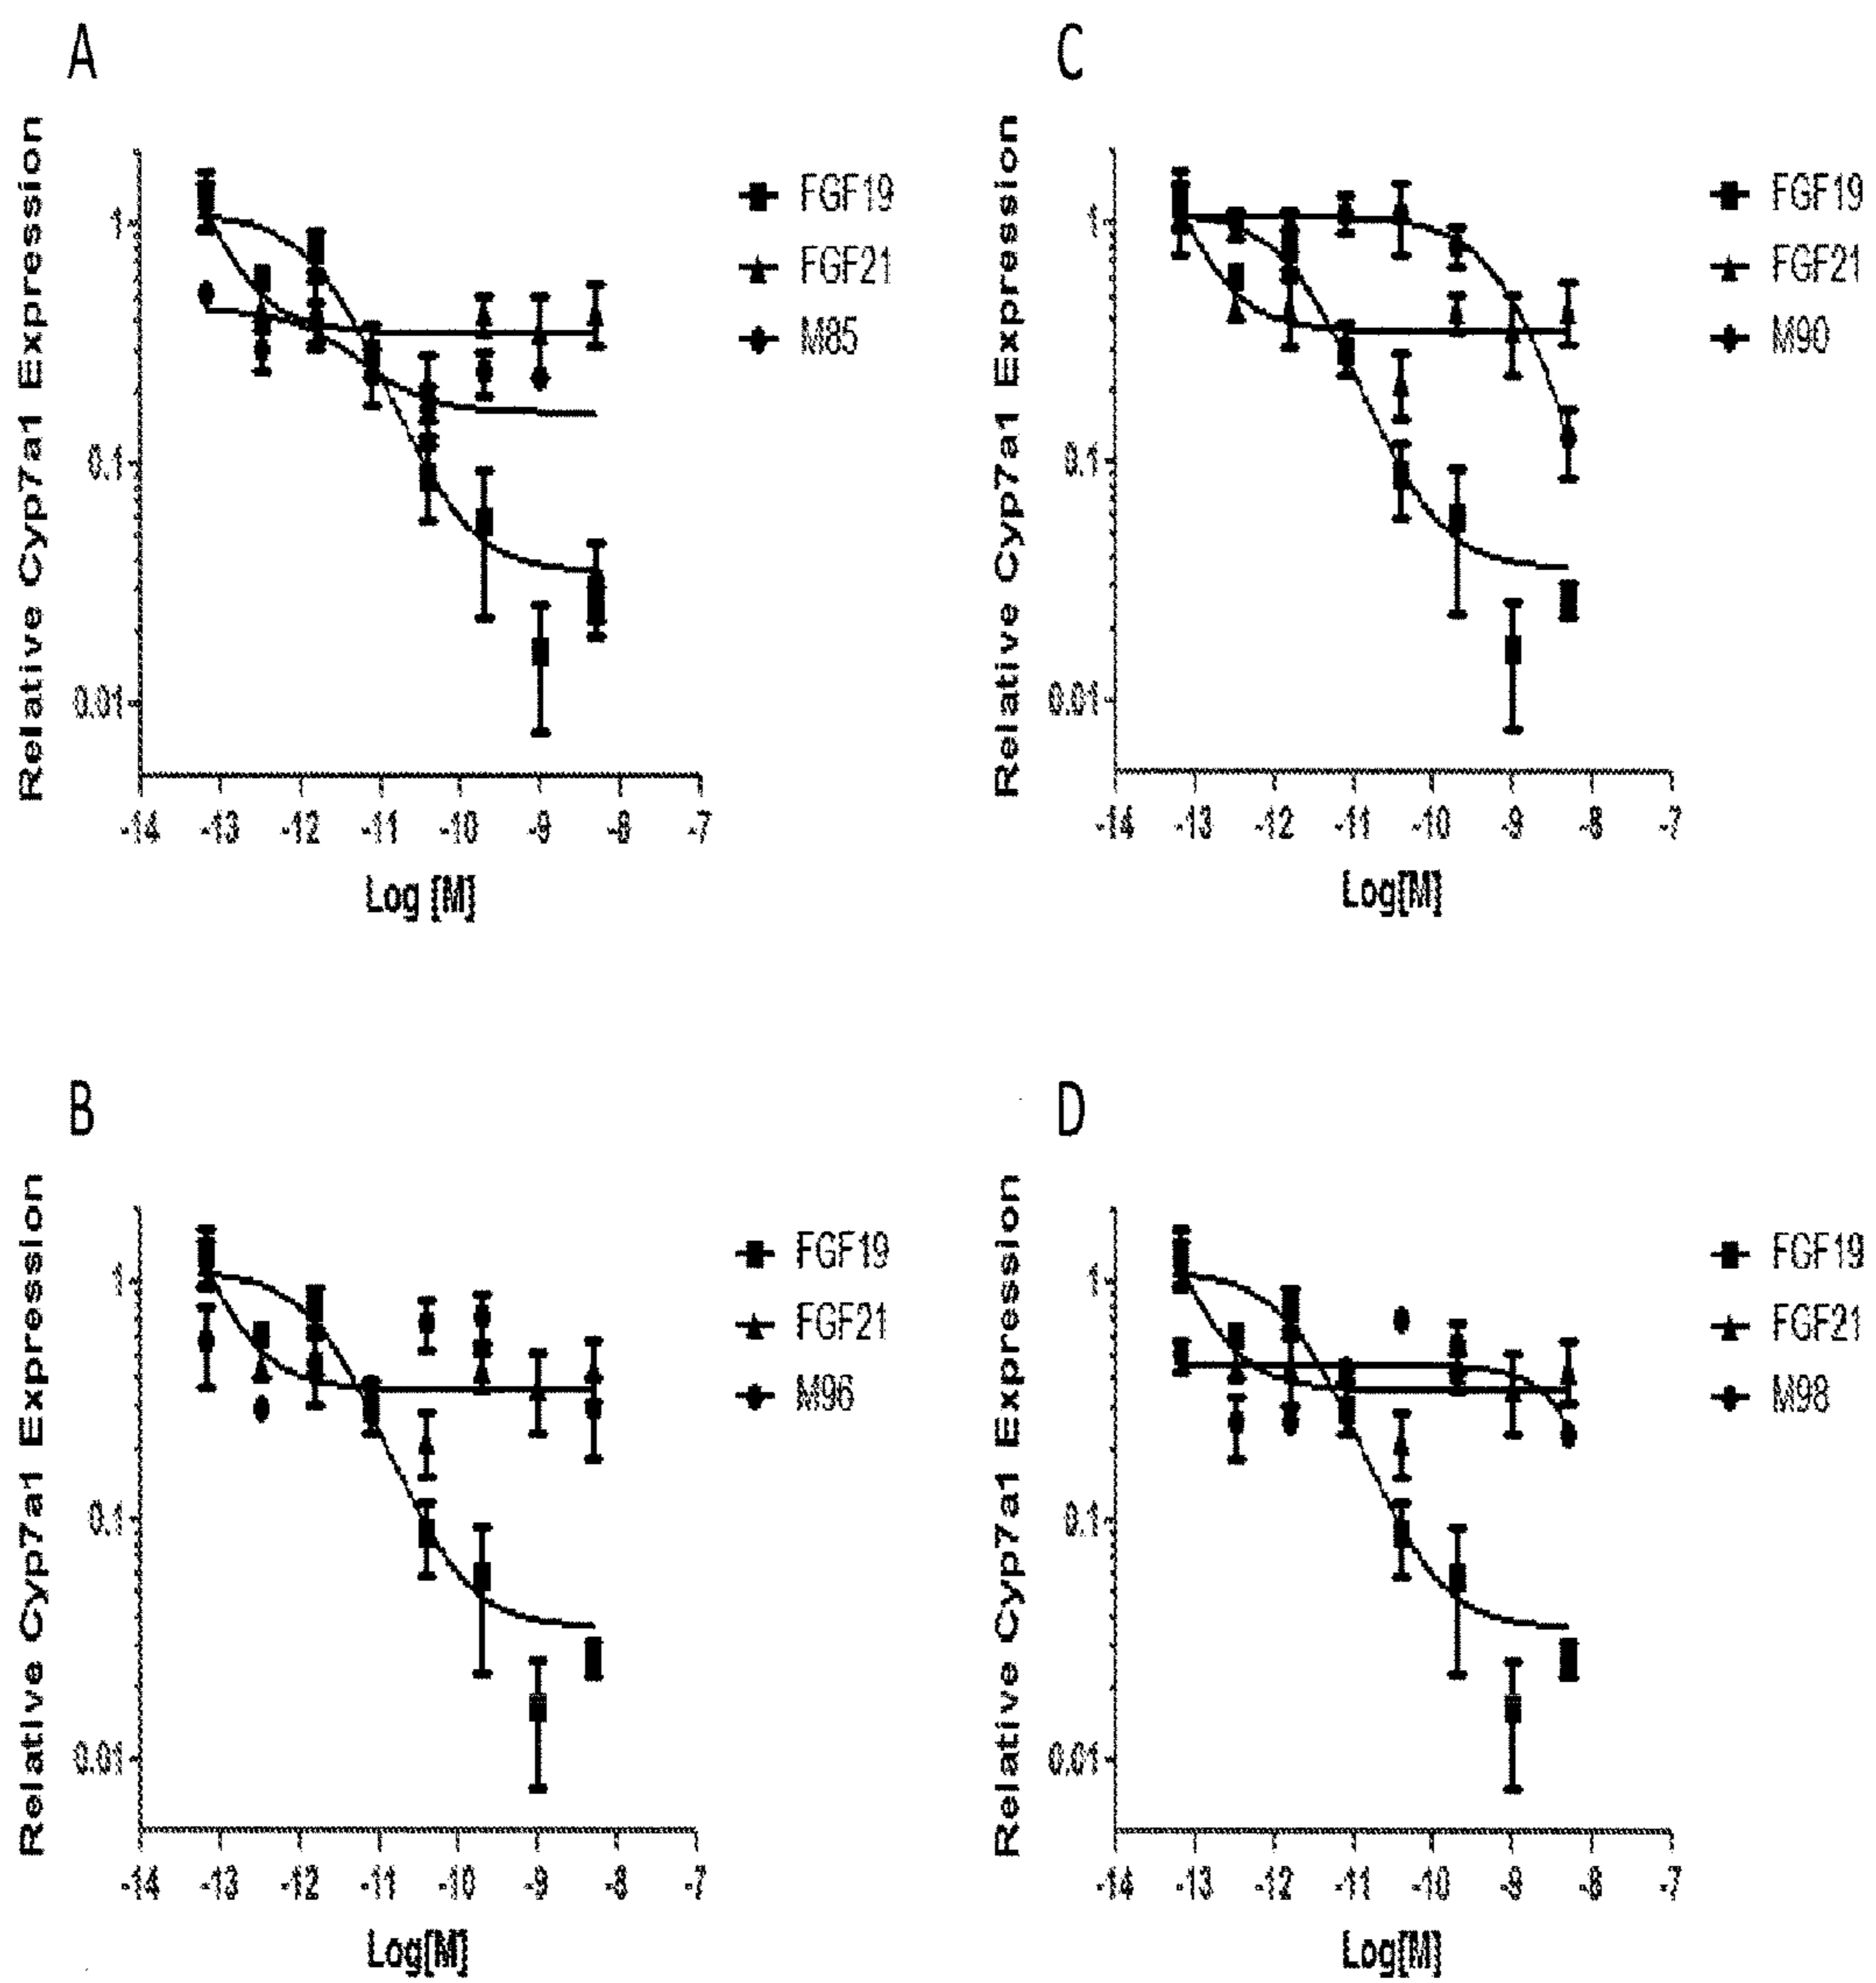 A
Relative Cyp7a1 Expression
1
0.1
0.01
-14 -13 -12 -11 -10 -9 -8 -7
Log [M]
FGF19
FGF21
M85
C
Relative Cyp7a1 Expression
1
0.1
0.01
-14 -13 -12 -11 -10 -9 -8 -7
Log[M]
FGF19
FGF21
M90
B
Relative Cyp7a1 Expression
1
0.1
0.01
-14 -13 -12 -11 -10 -9 -8 -7
Log[M]
FGF19
FGF21
M96
D
Relative Cyp7a1 Expression
1
0.1
0.01
-14 -13 -12 -11 -10 -9 -8 -7
Log[M]
FGF19
FGF21
M98